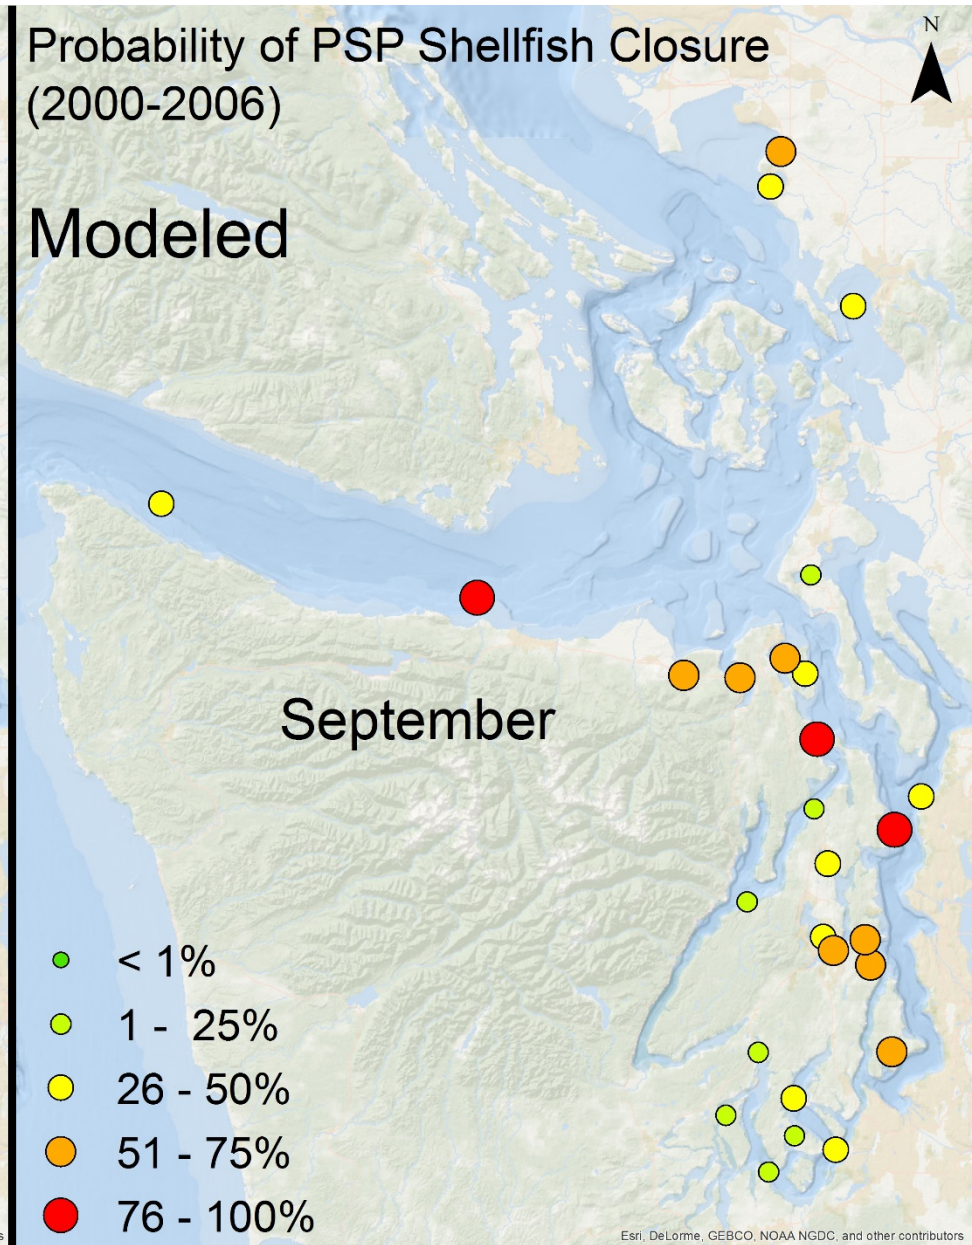 Probability of PSP Shellfish Closure
(2000-2006)
N
Modeled
September
< 1%
1 - 25%
26 - 50%
51 - 75%
76 - 100%
Esri, DeLorme, GEBCO, NOAA NGDC, and other contributors